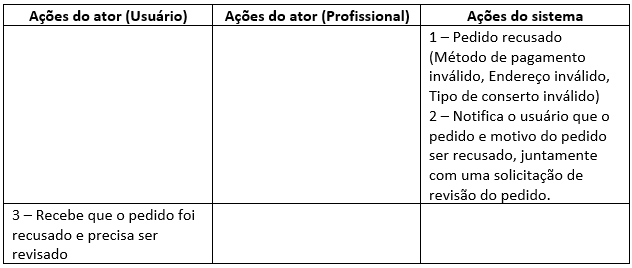 Ações do ator (Usuário) Ações do ator (Profissional) Ações do sistema
1 – Pedido recusado
(Método de pagamento
inválido, Endereço inválido,
Tipo de conserto inválido)
2 – Notifica o usuário que o
pedido e motivo do pedido
ser recusado, juntamente
com uma solicitação de
revisão do pedido.
3 – Recebe que o pedido foi
recusado e precisa ser
revisado